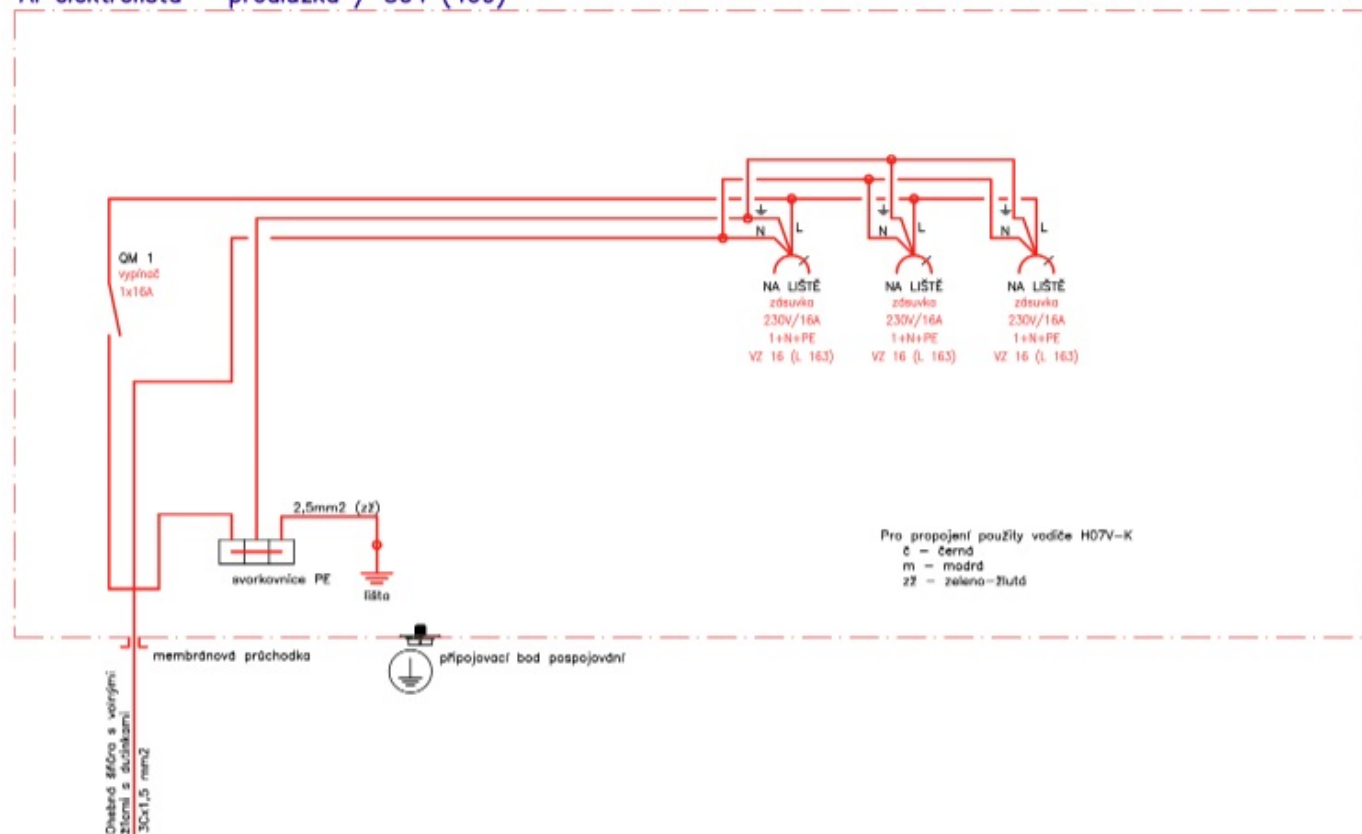 QM 1
vypínač
1x16A
N
L
N
L
N
L
NA LIŠTĚ
zásuvka
230V/16A
1+N+PE
VZ 16 (L 163)
NA LIŠTĚ
zásuvka
230V/16A
1+N+PE
VZ 16 (L 163)
NA LIŠTĚ
zásuvka
230V/16A
1+N+PE
VZ 16 (L 163)
2,5mm2 (zž)
svorkovnice PE
lišta
Pro propojení použity vodiče H07V-K
č - černá
m - modrá
zž - zeleno-žlutá
membránová průchodka
připojovací bod pospojování
Ohebná šňůra s volnými
žilami s dutinkami
3Cx1,5 mm2